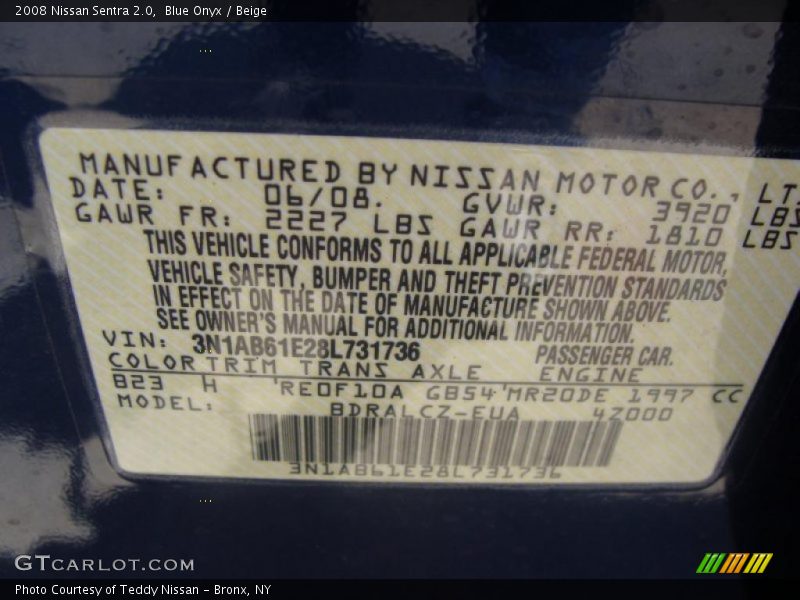 2008 Nissan Sentra 2.0,  Blue Onyx / Beige
MANUFACTURED BY NISSAN MOTOR CO., LTD.
DATE: 06/08. GVWR: 3920 LBS
GAWR FR: 2227 LBS GAWR RR: 1810 LBS
THIS VEHICLE CONFORMS TO ALL APPLICABLE FEDERAL MOTOR
VEHICLE SAFETY, BUMPER AND THEFT PREVENTION STANDARDS
IN EFFECT ON THE DATE OF MANUFACTURE SHOWN ABOVE.
SEE OWNER'S MANUAL FOR ADDITIONAL INFORMATION.
VIN: 3N1AB61E28L731736 PASSENGER CAR.
COLOR TRIM TRANS AXLE ENGINE
B23 H RE0F10A GB54 MR20DE 1997 CC
MODEL: BDRALCZ-EUA 4Z000
3N1AB61E28L731736
GTCARLOT.COM
Photo Courtesy of Teddy Nissan - Bronx, NY